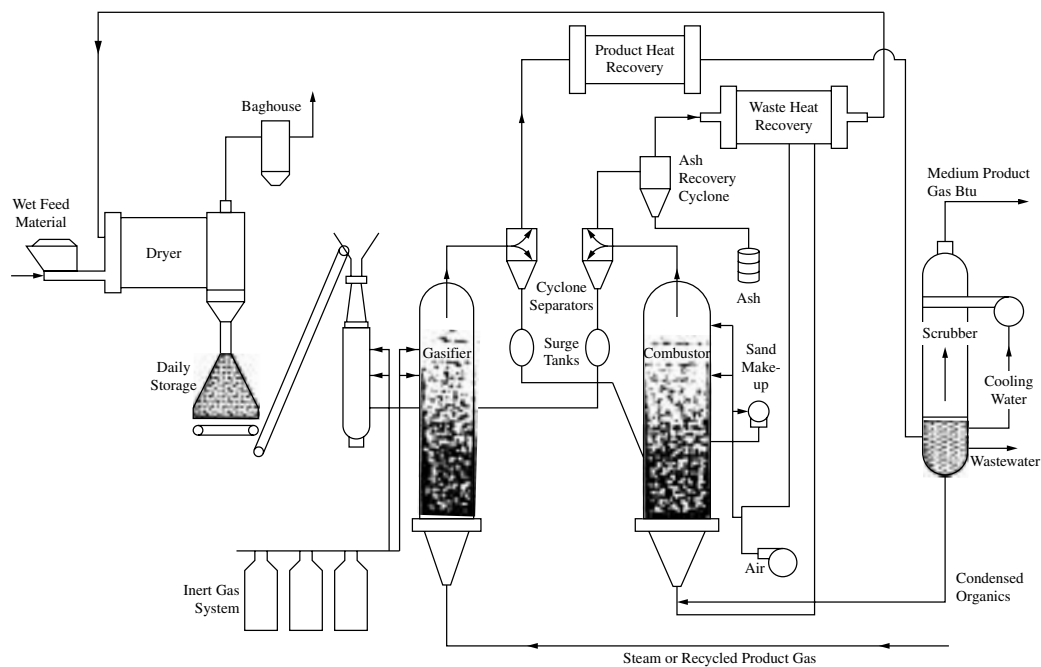 Product Heat
Recovery
Baghouse
Waste Heat
Recovery
Ash
Recovery
Cyclone
Medium Product
Gas Btu
Wet Feed
Material
Dryer
Cyclone
Separators
Ash
Gasifier
Surge
Tanks
Combustor
Sand
Make-
up
Scrubber
Daily
Storage
Cooling
Water
Wastewater
Air
Inert Gas
System
Condensed
Organics
Steam or Recycled Product Gas